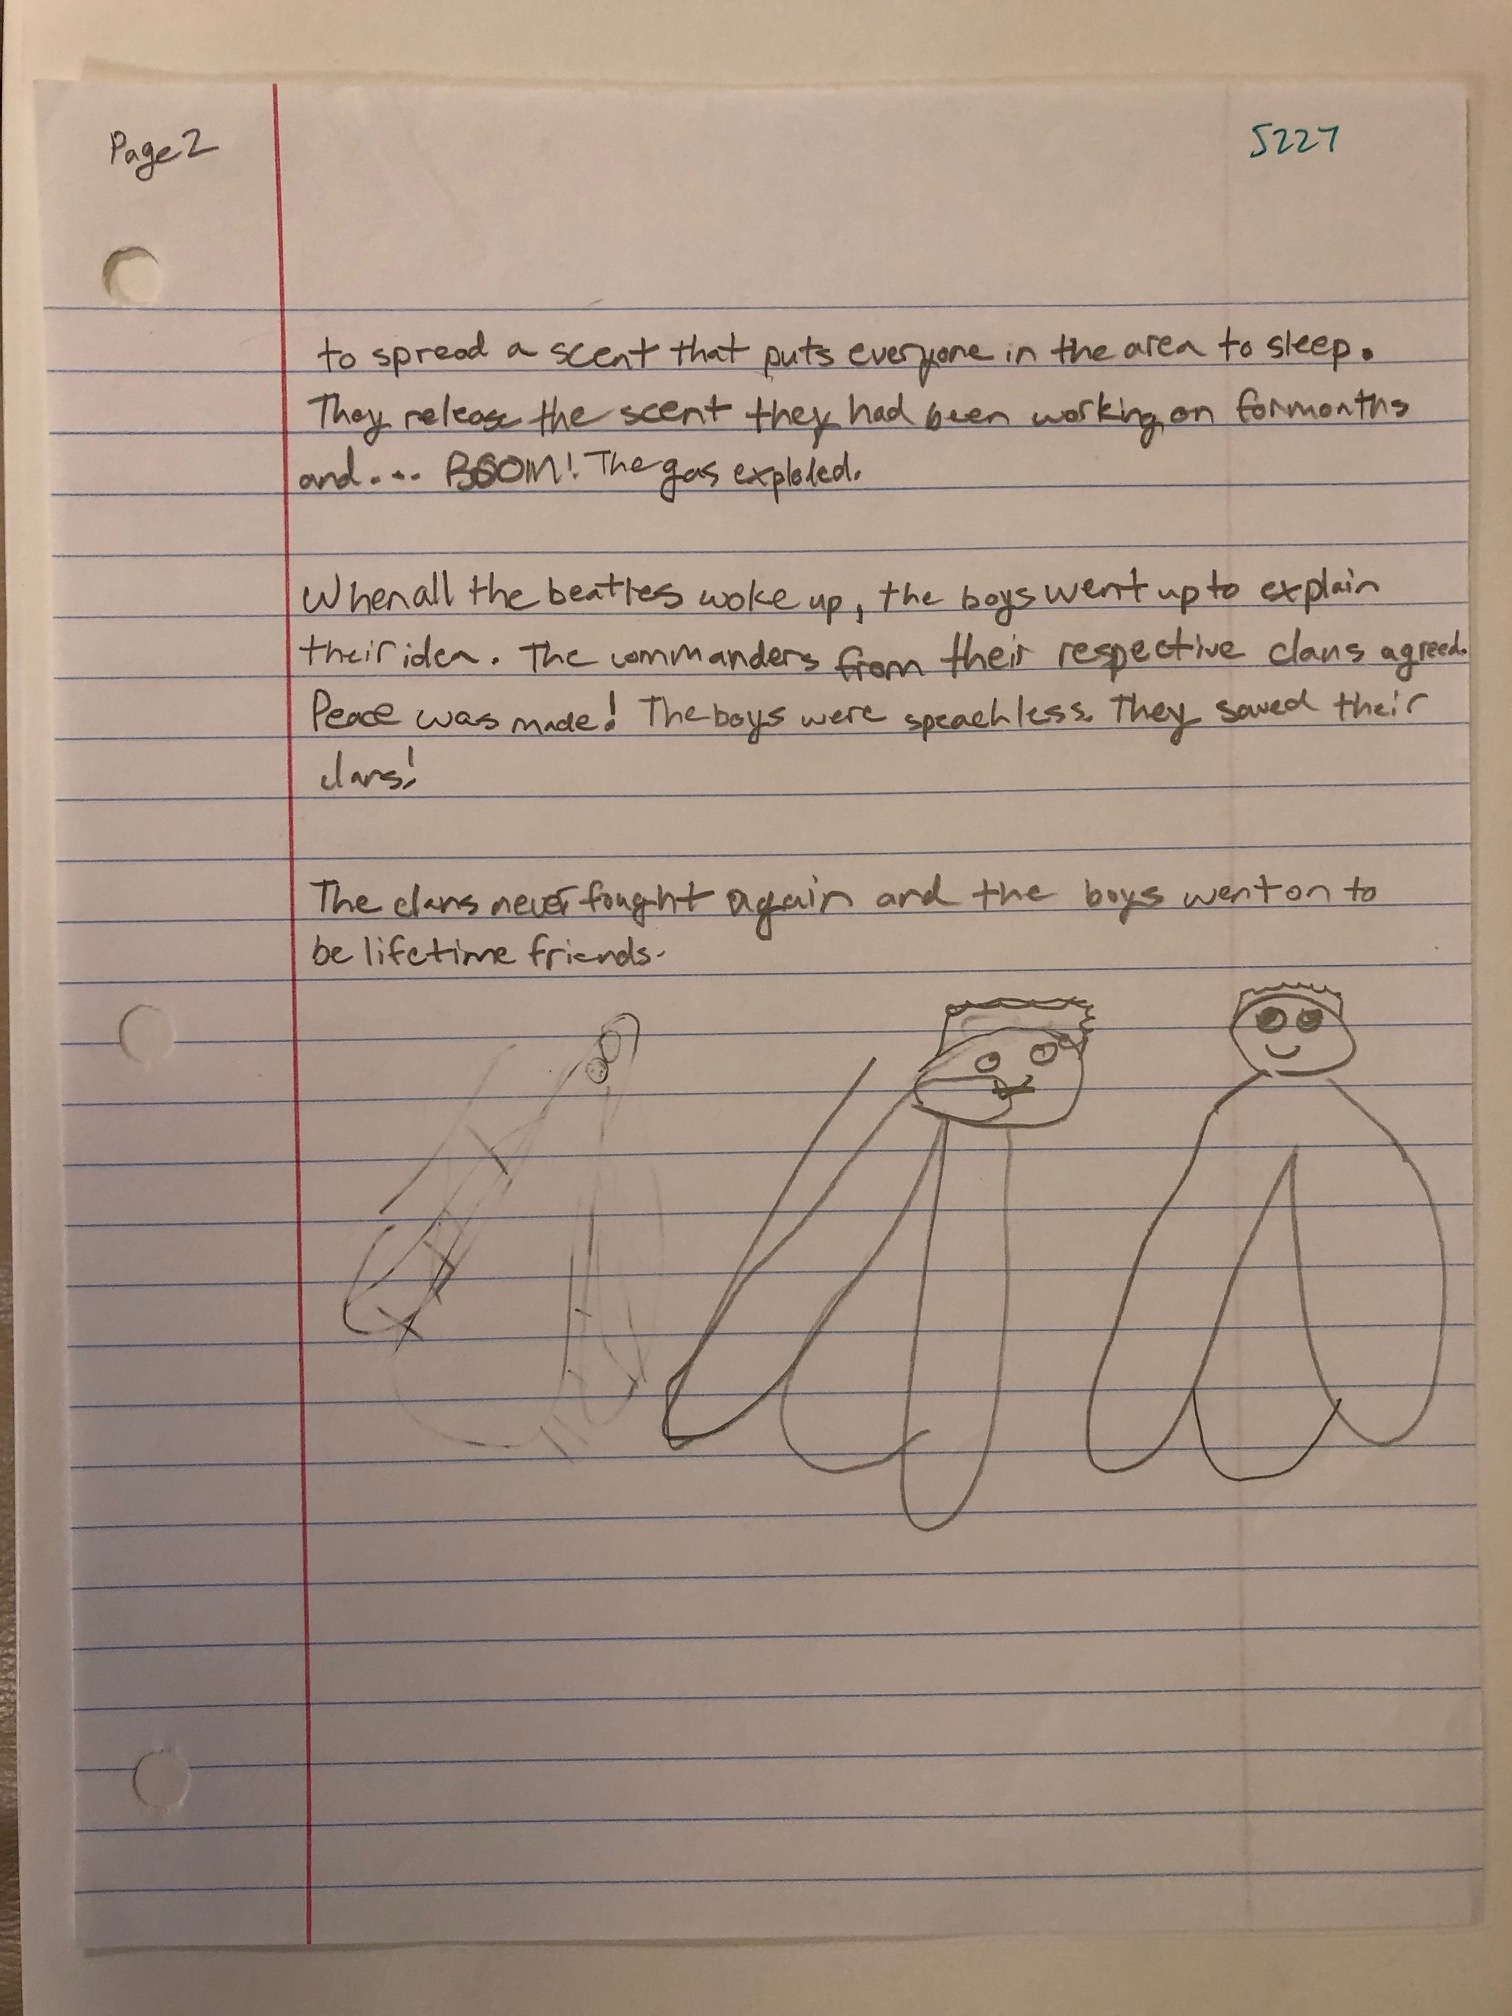 Page 2
5227
to spread a scent that puts everyone in the area to sleep.
They release the scent they had been working on for months
and.... BOOM! The gas exploded.
When all the beatles woke up, the boys went up to explain
their idea. The commanders from their respective clans agreed.
Peace was made! The boys were speachless. They saved their
clans!
The clans never fought again and the boys went on to
be lifetime friends.